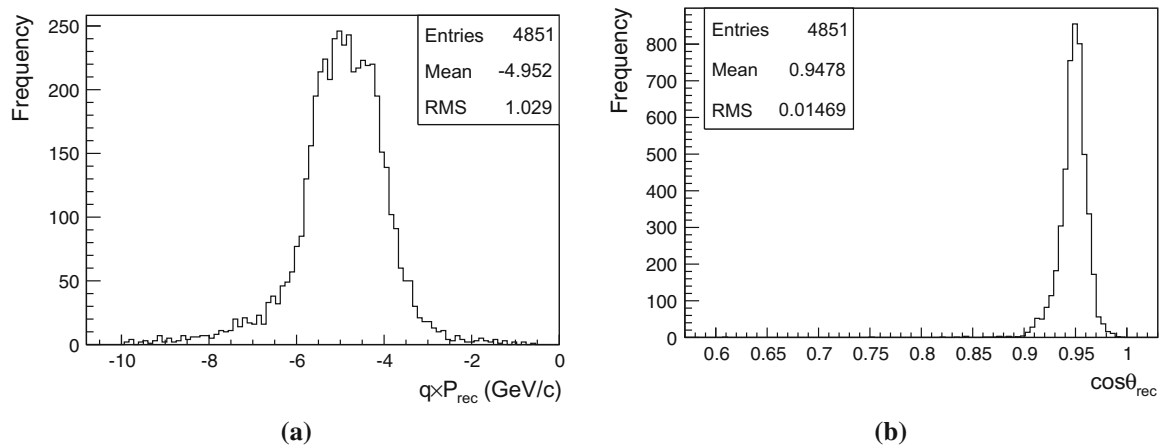 Frequency
250
200
150
100
50
0
Entries 4851
Mean -4.952
RMS 1.029
-10 -8 -6 -4 -2 0
q×P_rec (GeV/c)
(a)
Frequency
800
700
600
500
400
300
200
100
0
Entries 4851
Mean 0.9478
RMS 0.01469
0.6 0.65 0.7 0.75 0.8 0.85 0.9 0.95 1
cosθ_rec
(b)